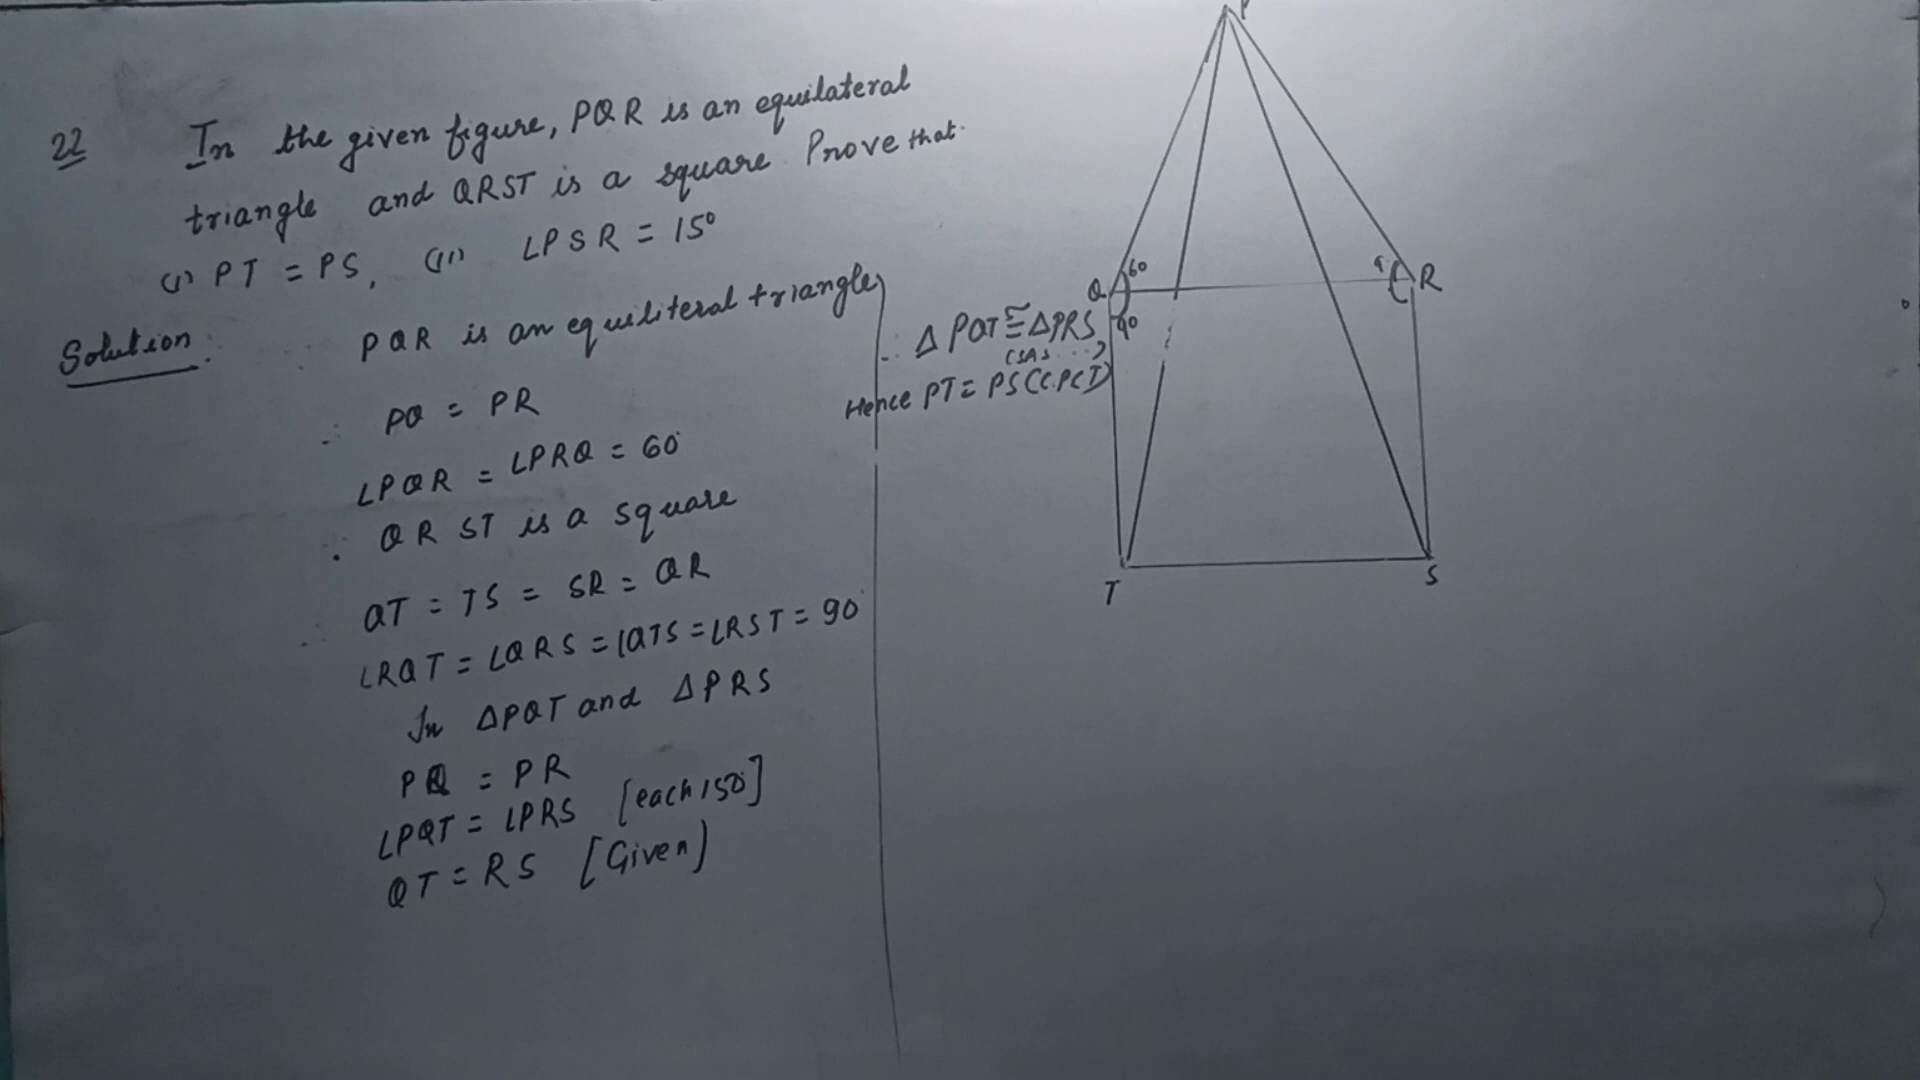 22 In the given figure, PQR is an equilateral
triangle and QRST is a square Prove that
(i) PT = PS, (ii) ∠PSR = 15°
Solution: PQR is an equiliteral triangle
∴ PQ = PR
∠PQR = ∠PRQ = 60°
∴ QRST is a square
QT = TS = SR = QR
∠RQT = ∠QRS = ∠QTS = ∠RST = 90°
In ΔPQT and ΔPRS
PQ = PR
∠PQT = ∠PRS [each 150°]
QT = RS [Given)
∴ Δ PQT ≅ ΔPRS
(SAS ...)
Hence PT = PS (C.PCT)
P
Q
60
90
R
T
S